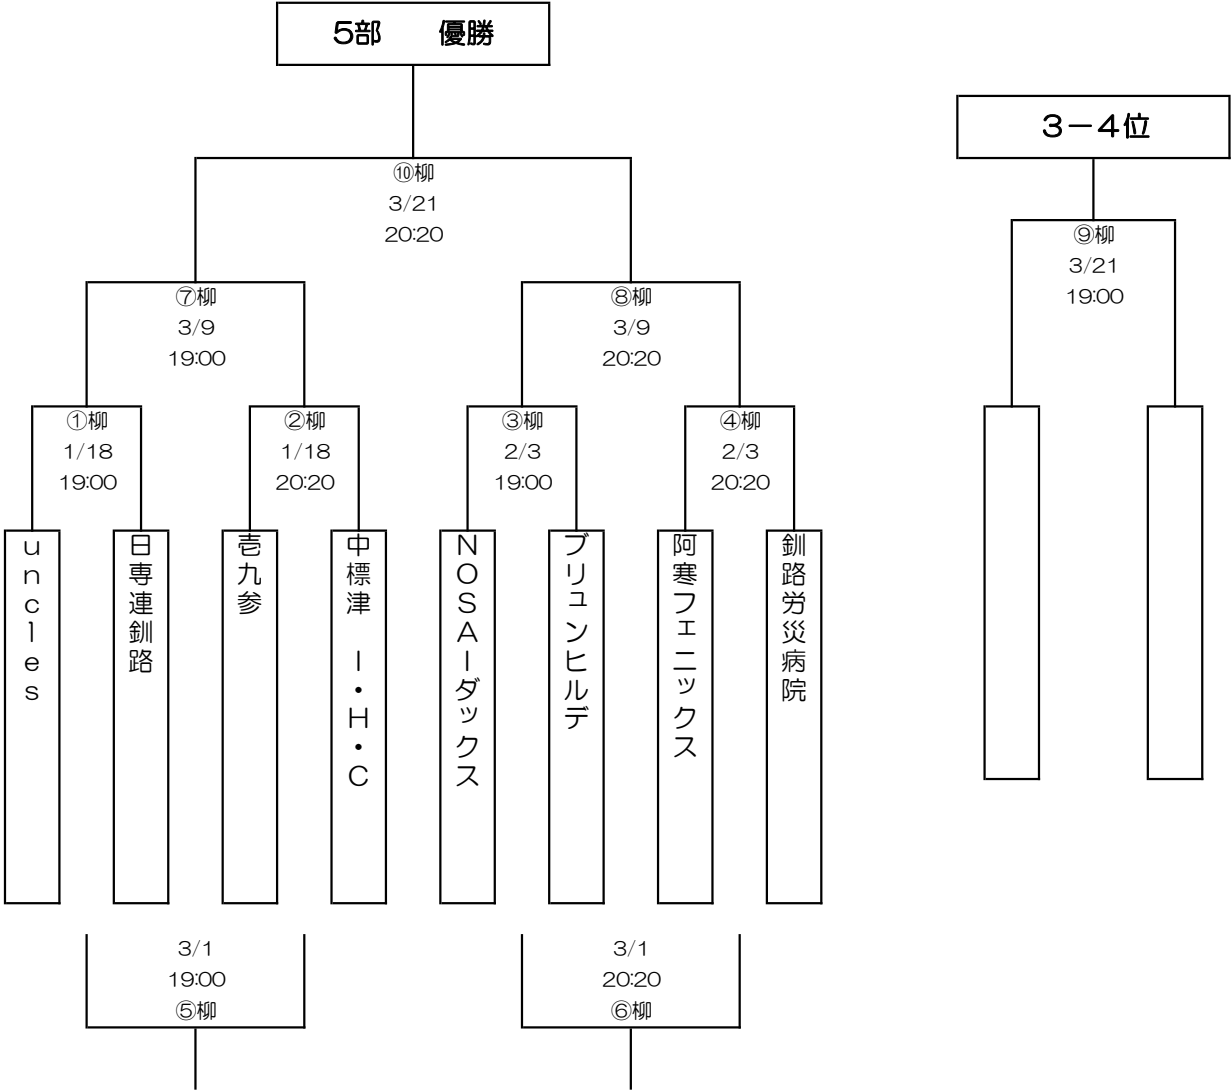 ５部　　優勝
３－４位
⑩柳
3/21
20:20
⑨柳
3/21
19:00
⑦柳
3/9
19:00
⑧柳
3/9
20:20
①柳
1/18
19:00
②柳
1/18
20:20
③柳
2/3
19:00
④柳
2/3
20:20
ｕｎｃｌｅｓ
日専連釧路
壱九参
中標津　Ｉ・Ｈ・Ｃ
ＮＯＳＡＩダックス
ブリュンヒルデ
阿寒フェニックス
釧路労災病院
3/1
19:00
⑤柳
3/1
20:20
⑥柳